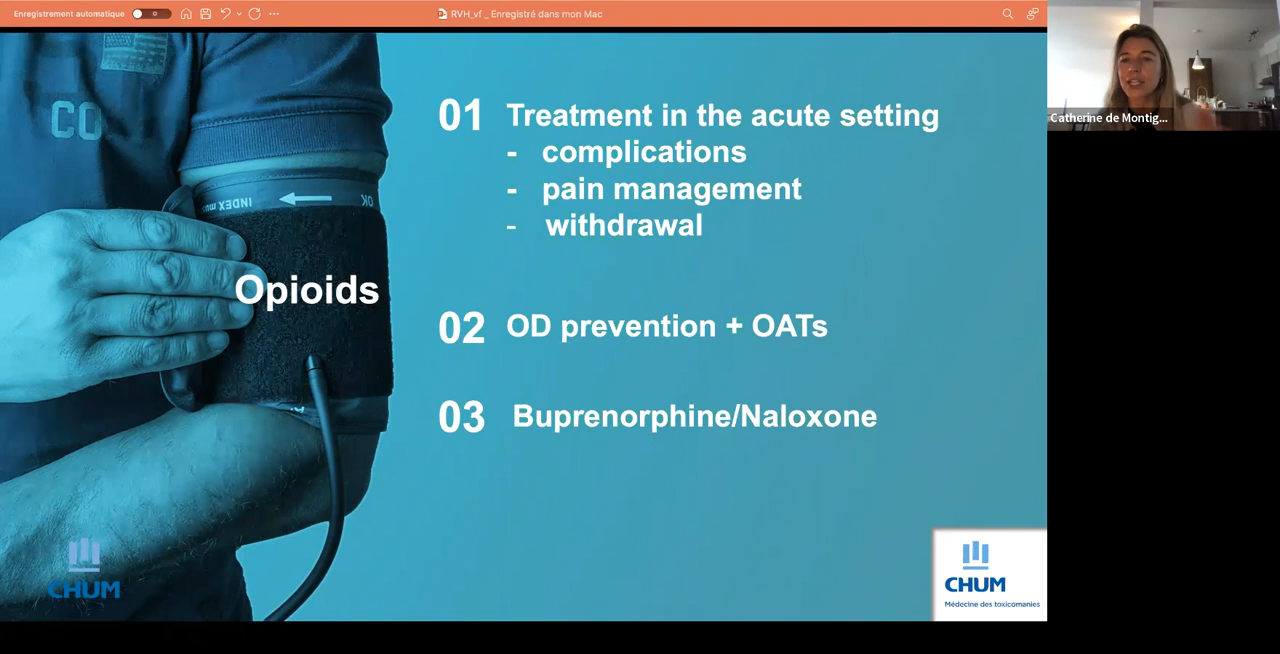 Enregistrement automatique
RVH_vf _ Enregistré dans mon Mac
Catherine de Montig...
CO
INDEX
OK
Opioids
01 Treatment in the acute setting
- complications
- pain management
- withdrawal
02 OD prevention + OATs
03 Buprenorphine/Naloxone
CHUM
CHUM
Médecine des toxicomanies